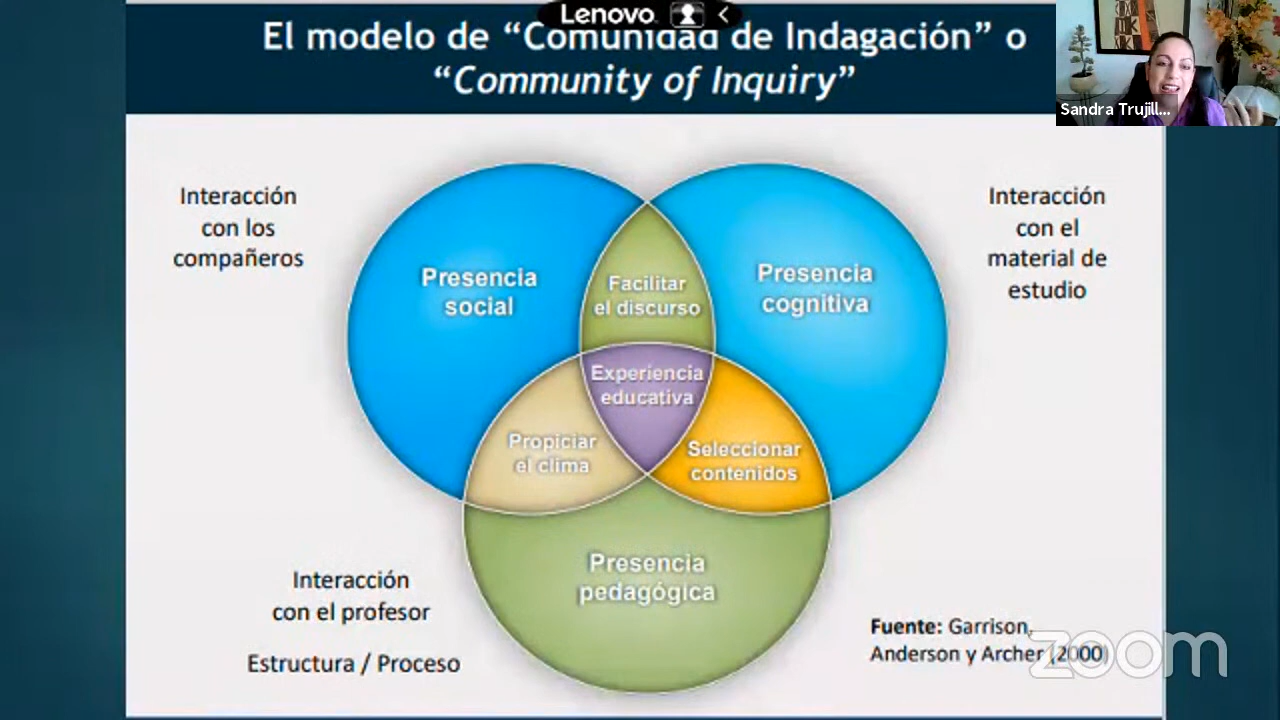 Lenovo
El modelo de “Comunidad de Indagación” o
“Community of Inquiry”
Sandra Trujill...
Interacción
con los
compañeros
Interacción
con el
material de
estudio
Presencia
social
Facilitar
el discurso
Presencia
cognitiva
Experiencia
educativa
Propiciar
el clima
Seleccionar
contenidos
Presencia
pedagógica
Interacción
con el profesor
Estructura / Proceso
Fuente: Garrison,
Anderson y Archer (2000)
zoom